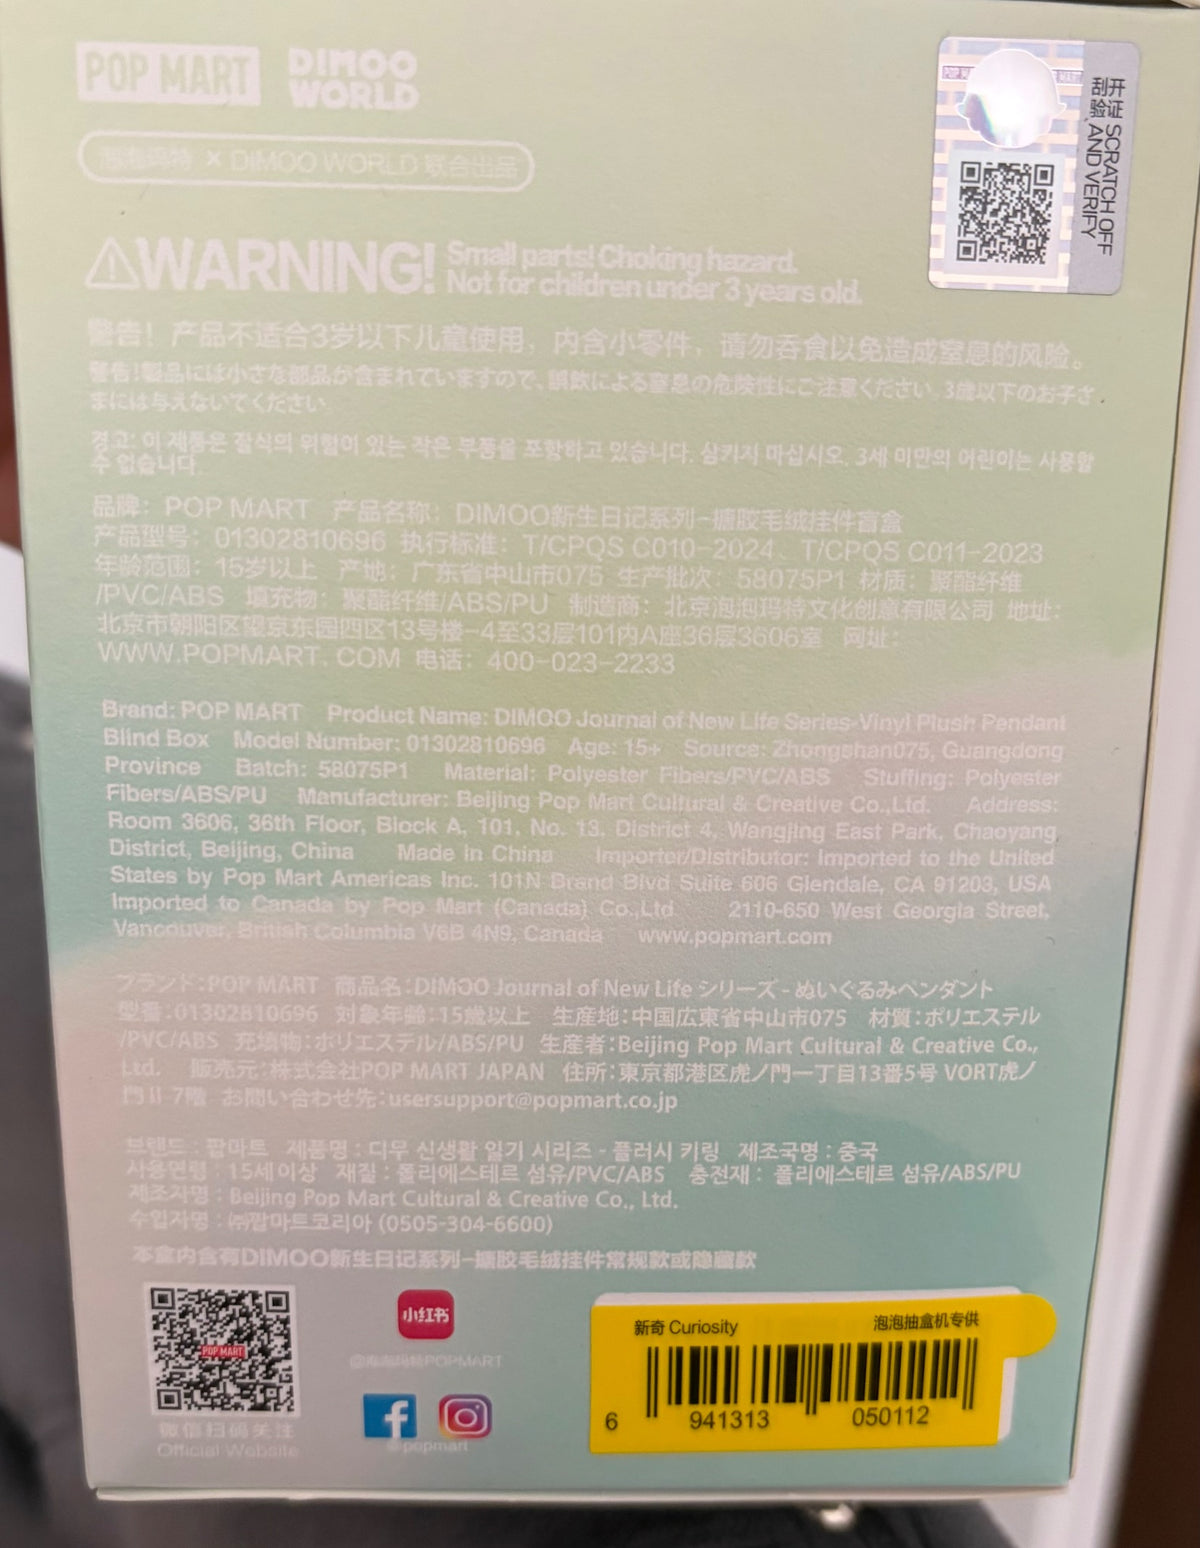 POP MART
DIMOO
WORLD
泡泡玛特 × DIMOO WORLD 联合出品
POP MART
开证 SCRATCH OFF
刮验 AND VERIFY
WARNING!
Small parts! Choking hazard.
Not for children under 3 years old.
警告！产品不适合3岁以下儿童使用，内含小零件，请勿吞食以免造成窒息的风险。
警告!製品には小さな部品が含まれていますので、誤飲による窒息の危険性にご注意ください。3歳以下のお子さ
まには与えないでください
경고: 이 제품은 질식의 위험이 있는 작은 부품을 포함하고 있습니다. 삼키지 마십시오. 3세 미만의 어린이는 사용할
수 없습니다.
品牌：POP MART 产品名称：DIMOO新生日记系列-搪胶毛绒挂件盲盒
产品型号：01302810696 执行标准：T/CPQS C010-2024、T/CPQS C011-2023
年龄范围：15岁以上 产地：广东省中山市075 生产批次：58075P1 材质：聚酯纤维
/PVC/ABS 填充物：聚酯纤维/ABS/PU 制造商：北京泡泡玛特文化创意有限公司 地址：
北京市朝阳区望京东园四区13号楼-4至33层101内A座36层3606室 网址：
WWW.POPMART.COM 电话：400-023-2233
Brand: POP MART Product Name: DIMOO Journal of New Life Series-Vinyl Plush Pendant
Blind Box Model Number: 01302810696 Age: 15+ Source: Zhongshan075, Guangdong
Province Batch: 58075P1 Material: Polyester Fibers/PVC/ABS Stuffing: Polyester
Fibers/ABS/PU Manufacturer: Beijing Pop Mart Cultural & Creative Co.,Ltd. Address:
Room 3606, 36th Floor, Block A, 101, No. 13, District 4, Wangjing East Park, Chaoyang
District, Beijing, China Made in China Importer/Distributor: Imported to the United
States by Pop Mart Americas Inc. 101N Brand Blvd Suite 606 Glendale, CA 91203, USA
Imported to Canada by Pop Mart (Canada) Co.,Ltd 2110-650 West Georgia Street,
Vancouver, British Columbia V6B 4N9, Canada www.popmart.com
ブランド:POP MART 商品名:DIMOO Journal of New Life シリーズ - ぬいぐるみペンダント
型番:01302810696 対象年齢:15歳以上 生産地:中国広東省中山市075 材質:ポリエステル
/PVC/ABS 充填物:ポリエステル/ABS/PU 生産者:Beijing Pop Mart Cultural & Creative Co.,
Ltd. 販売元:株式会社POP MART JAPAN 住所:東京都港区虎ノ門一丁目13番5号 VORT虎ノ
門II 7階 お問い合わせ先:usersupport@popmart.co.jp
브랜드 : 팝마트 제품명 : 디무 신생활 일기 시리즈 - 플러시 키링 제조국명 : 중국
사용연령 : 15세이상 재질 : 폴리에스테르 섬유/PVC/ABS 충전재 : 폴리에스테르 섬유/ABS/PU
제조자명 : Beijing Pop Mart Cultural & Creative Co., Ltd.
수입자명 : ㈜팝마트코리아 (0505-304-6600)
本盒内含有DIMOO新生日记系列-搪胶毛绒挂件常规款或隐藏款
POP MART
微信扫码关注
Official Website
小红书
@泡泡玛特POPMART
@popmart
新奇 Curiosity 泡泡抽盒机专供
6 941313 050112